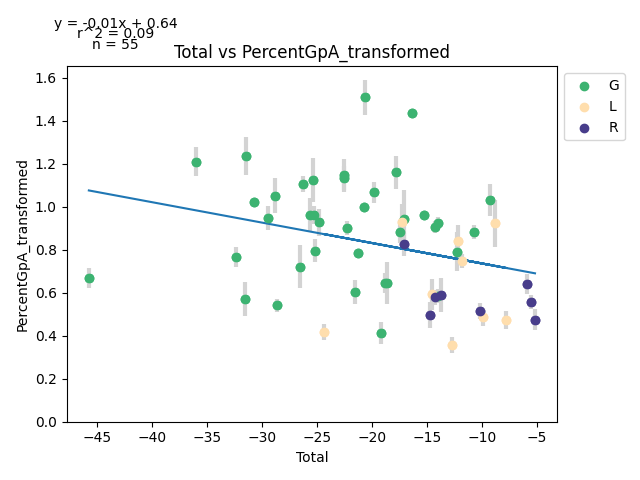 y = -0.01x + 0.64
r^2 = 0.09
n = 55
Total vs PercentGpA_transformed
G
L
R
PercentGpA_transformed
1.6
1.4
1.2
1.0
0.8
0.6
0.4
0.2
0.0
−45 −40 −35 −30 −25 −20 −15 −10 −5
Total